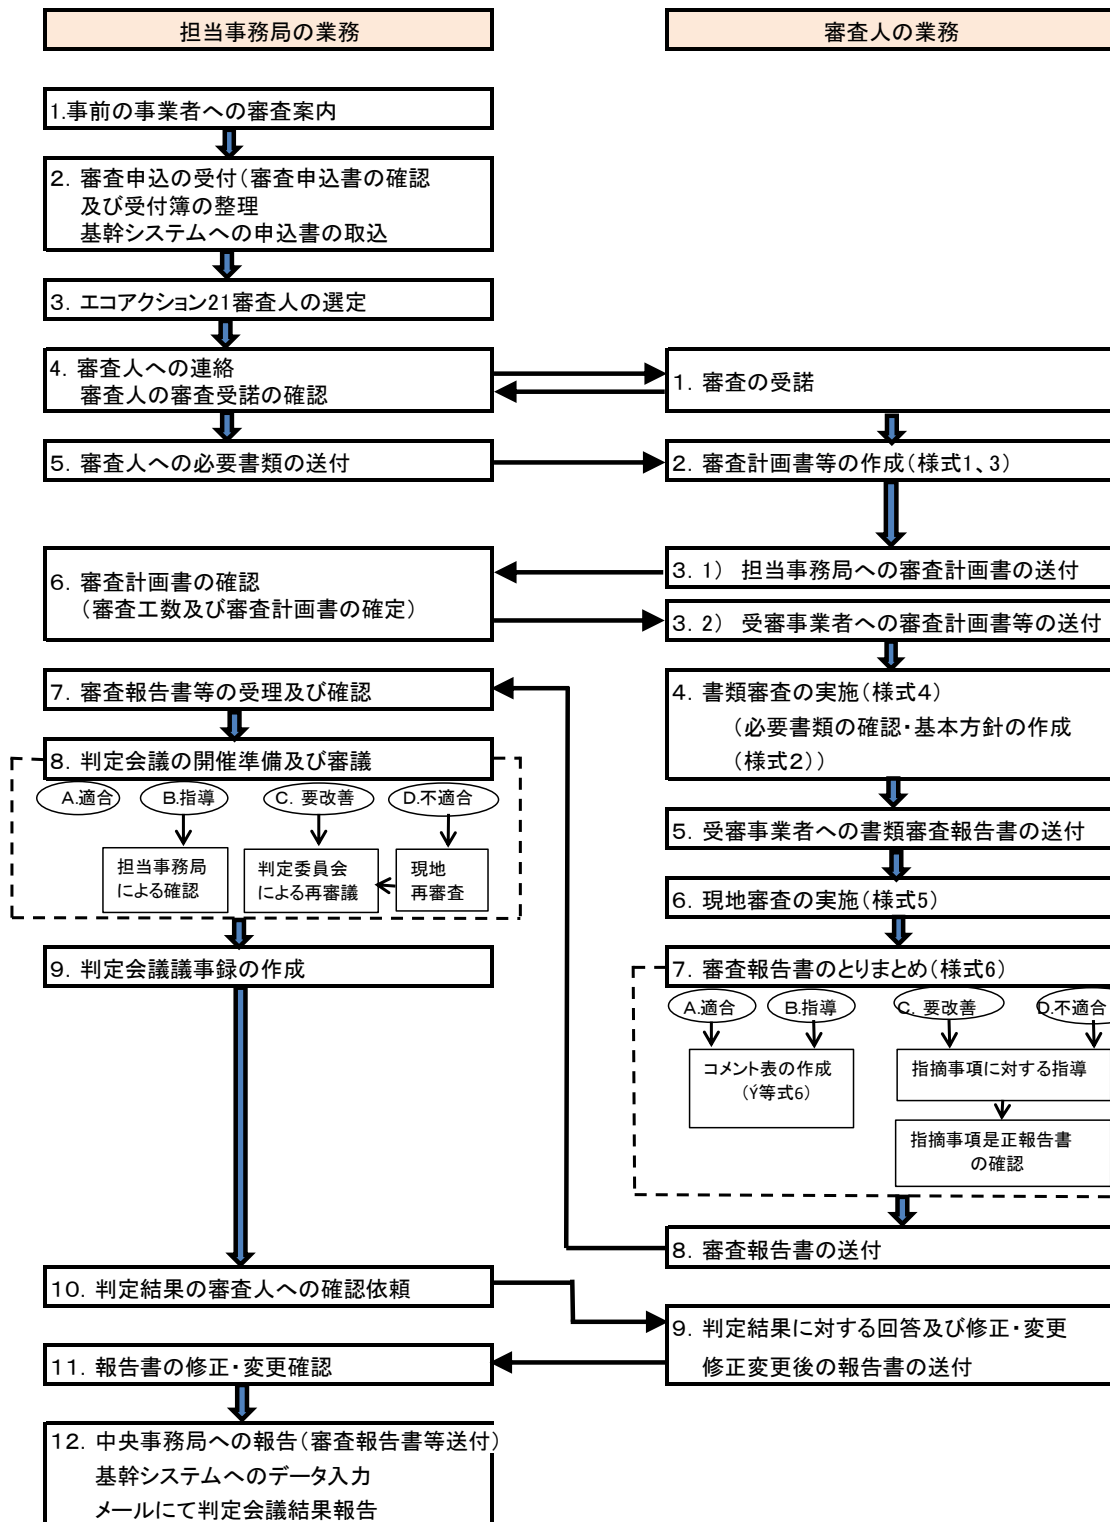 担当事務局の業務
1.事前の事業者への審査案内
2．審査申込の受付（審査申込書の確認
及び受付簿の整理
基幹システムへの申込書の取込
3．エコアクション21審査人の選定
4．審査人への連絡
審査人の審査受諾の確認
5．審査人への必要書類の送付
6．審査計画書の確認
（審査工数及び審査計画書の確定）
7．審査報告書等の受理及び確認
8．判定会議の開催準備及び審議
A.適合
B.指導
C．要改善
D.不適合
担当事務局
による確認
判定委員会
による再審議
現地
再審査
9．判定会議議事録の作成
10．判定結果の審査人への確認依頼
11．報告書の修正・変更確認
12．中央事務局への報告（審査報告書等送付）
基幹システムへのデータ入力
メールにて判定会議結果報告
審査人の業務
1．審査の受諾
2．審査計画書等の作成（様式1、3）
3．1） 担当事務局への審査計画書の送付
3．2） 受審事業者への審査計画書等の送付
4．書類審査の実施（様式4）
（必要書類の確認・基本方針の作成
（様式2））
5．受審事業者への書類審査報告書の送付
6．現地審査の実施（様式5）
7．審査報告書のとりまとめ（様式6）
A.適合
B.指導
C．要改善
D.不適合
コメント表の作成
（Ý等式6）
指摘事項に対する指導
指摘事項是正報告書
の確認
8．審査報告書の送付
9．判定結果に対する回答及び修正・変更
修正変更後の報告書の送付